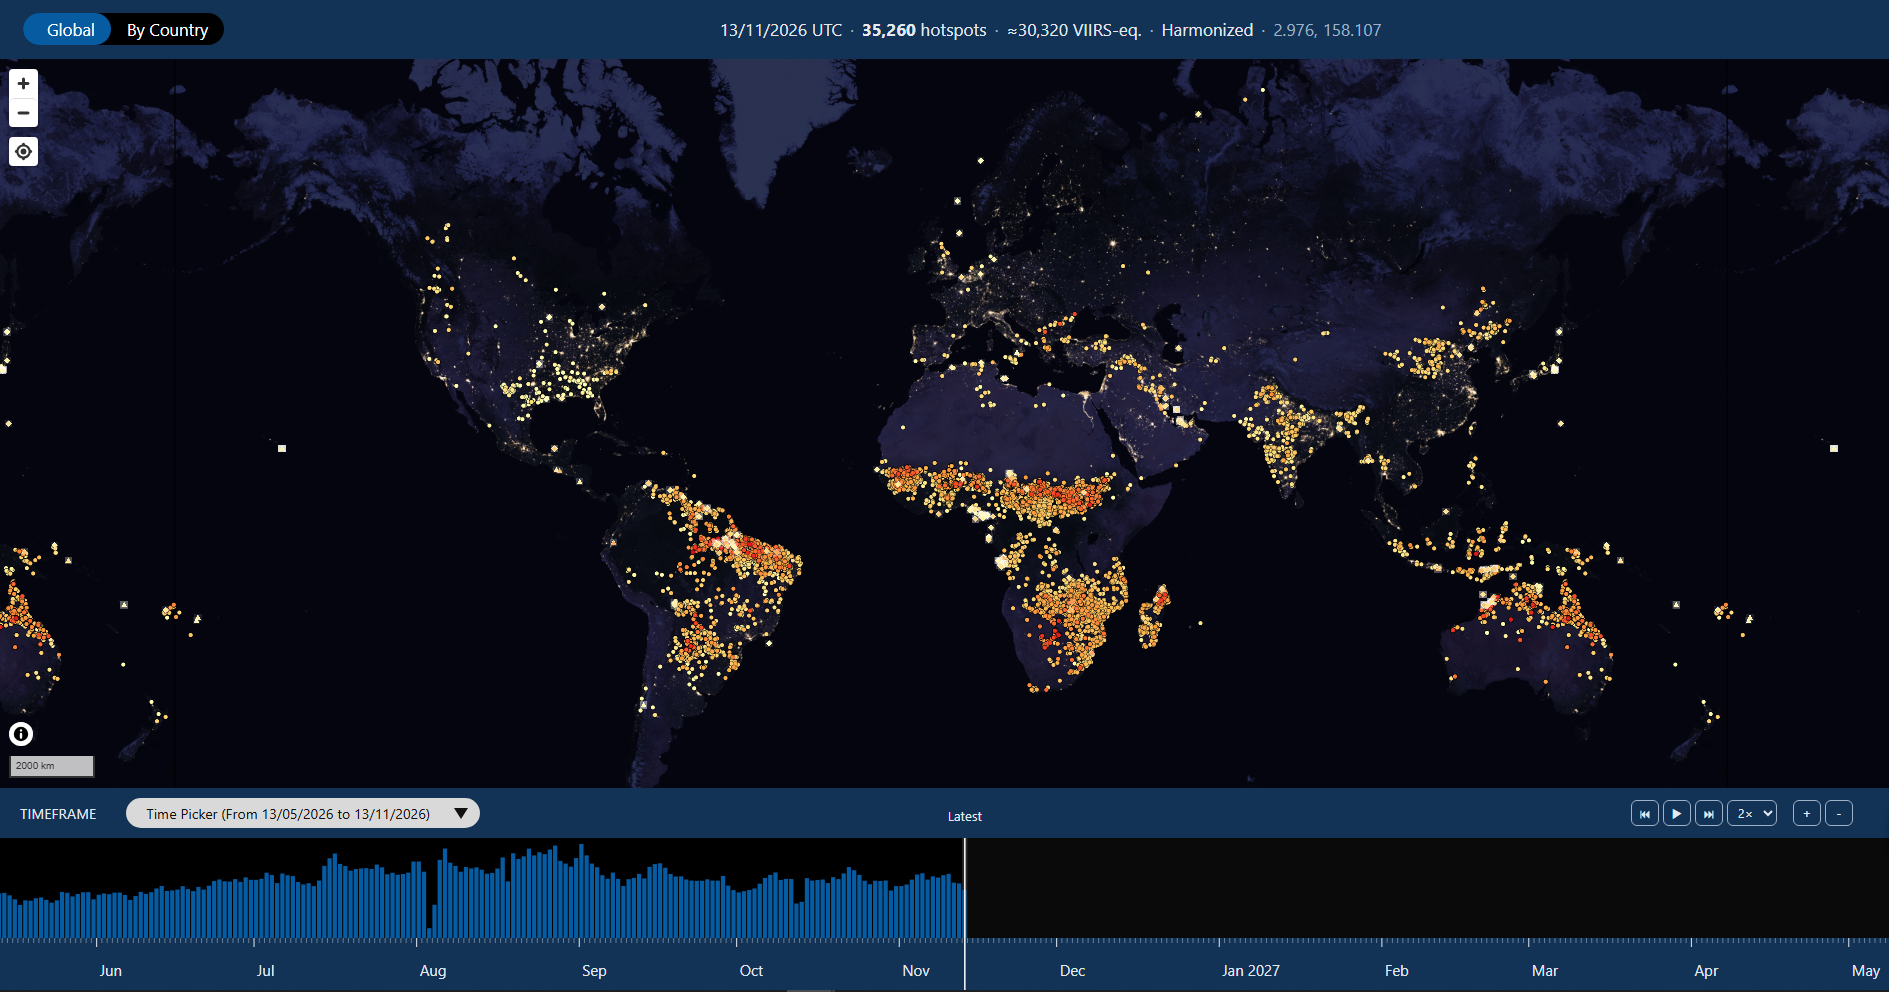 Global
By Country
13/11/2026 UTC · 35,260 hotspots · ≈30,320 VIIRS-eq. · Harmonized · 2.976, 158.107
+
−
2000 km
TIMEFRAME
Time Picker (From 13/05/2026 to 13/11/2026)
Latest
2×
+
-
Jun
Jul
Aug
Sep
Oct
Nov
Dec
Jan 2027
Feb
Mar
Apr
May